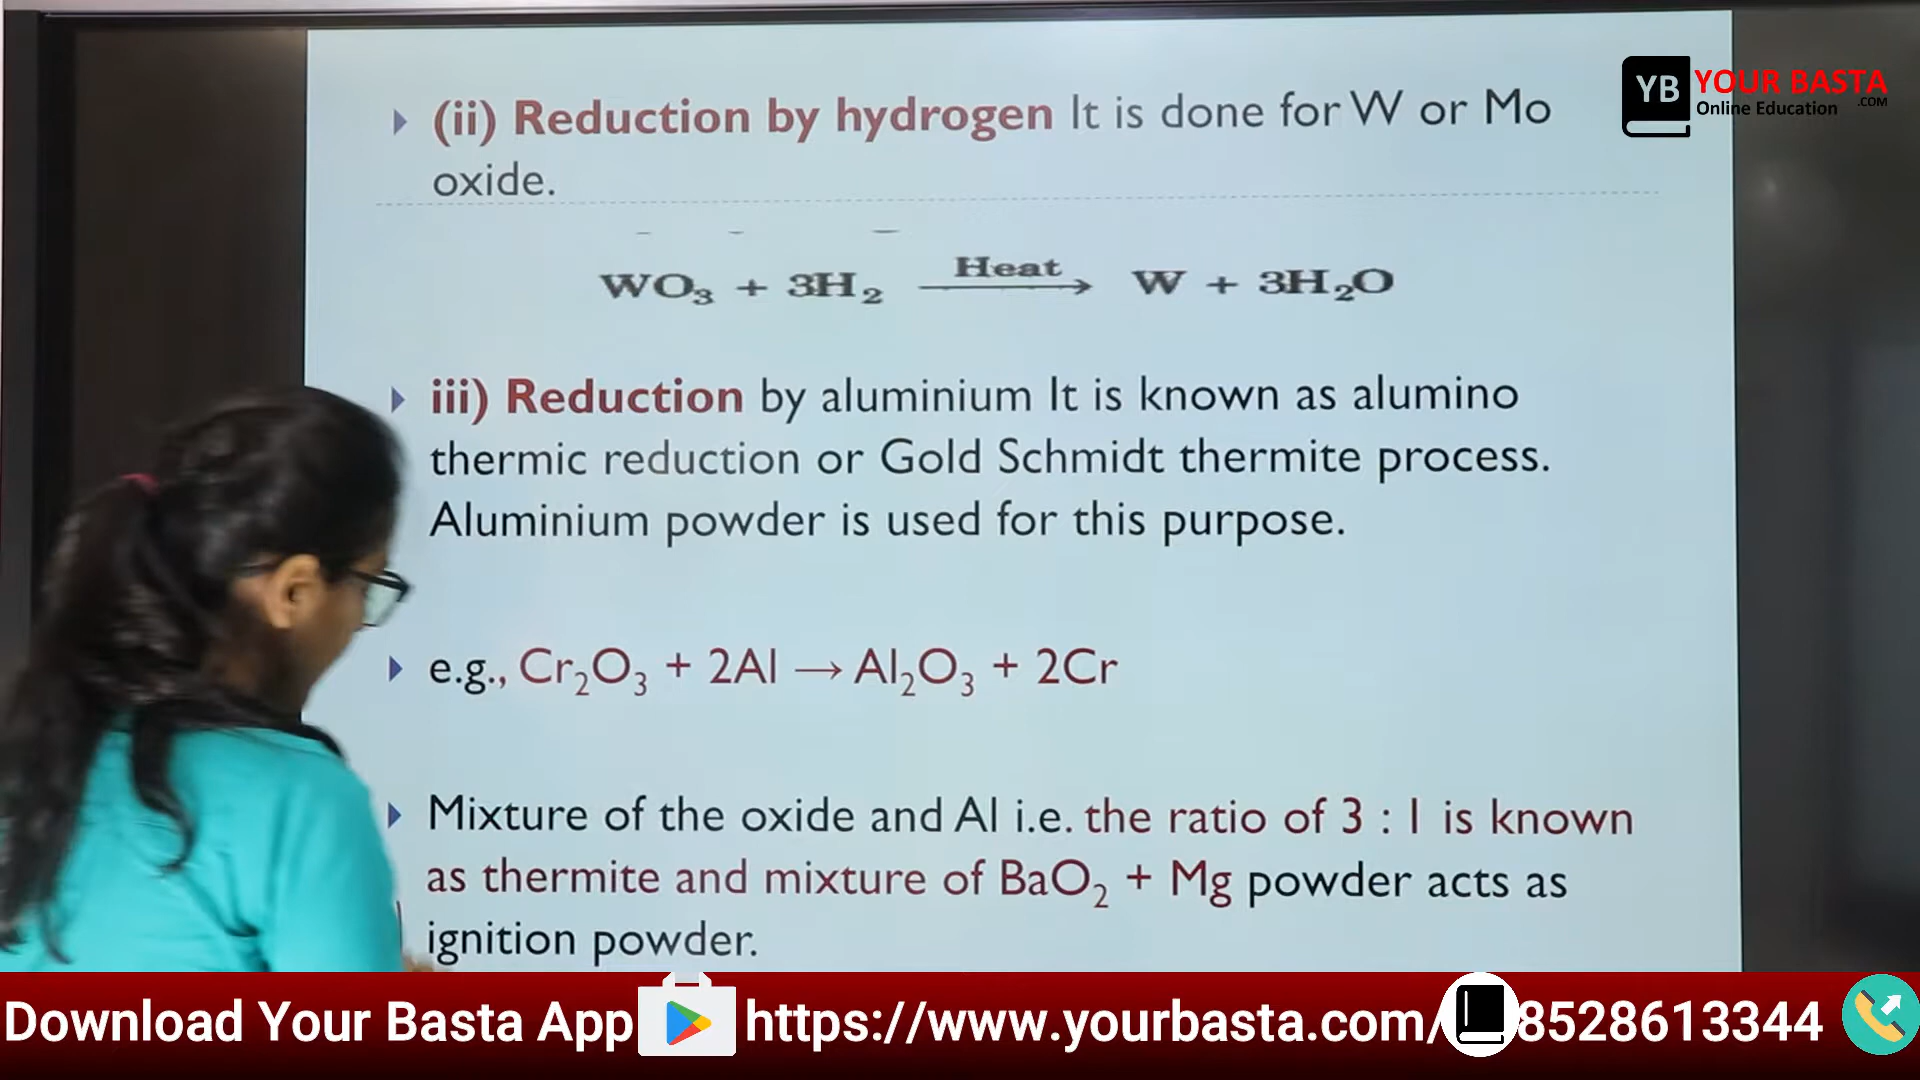 (ii) Reduction by hydrogen It is done for W or Mo
oxide.
WO₃ + 3H₂ Heat⟶ W + 3H₂O
iii) Reduction by aluminium It is known as alumino
thermic reduction or Gold Schmidt thermite process.
Aluminium powder is used for this purpose.
e.g., Cr₂O₃ + 2Al → Al₂O₃ + 2Cr
Mixture of the oxide and Al i.e. the ratio of 3 : 1 is known
as thermite and mixture of BaO₂ + Mg powder acts as
ignition powder.
YB YOUR BASTA
Online Education .COM
Download Your Basta App https://www.yourbasta.com/ 8528613344